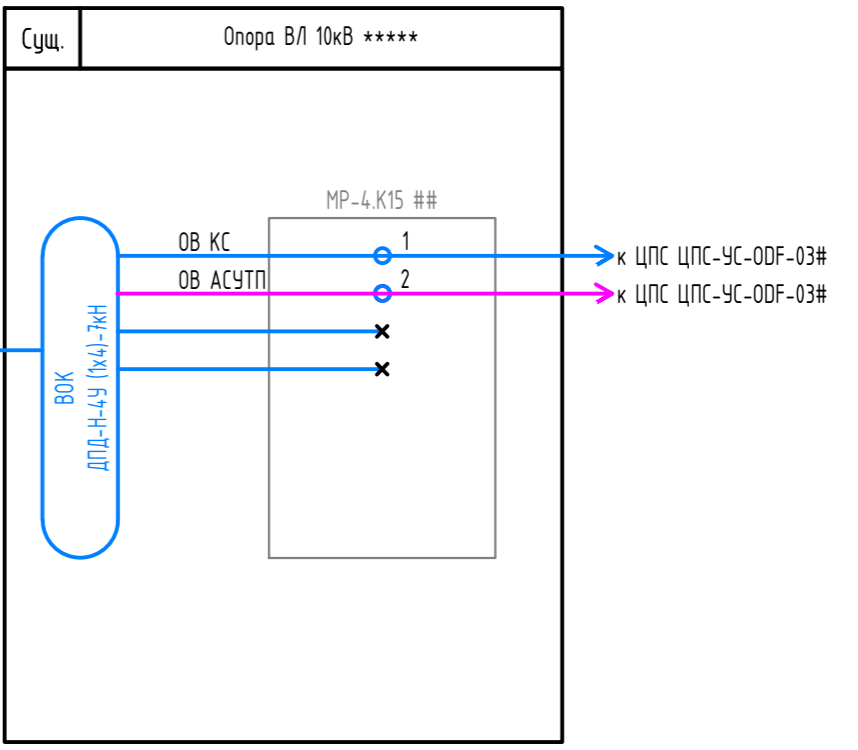 Сущ.
Опора ВЛ 10кВ *****
МР-4.К15 ##
ОВ КС
1
к ЦПС ЦПС-УС-ODF-03#
ОВ АСУТП
2
к ЦПС ЦПС-УС-ODF-03#
ВОК
ДПД-Н-4У (1х4)-7кН